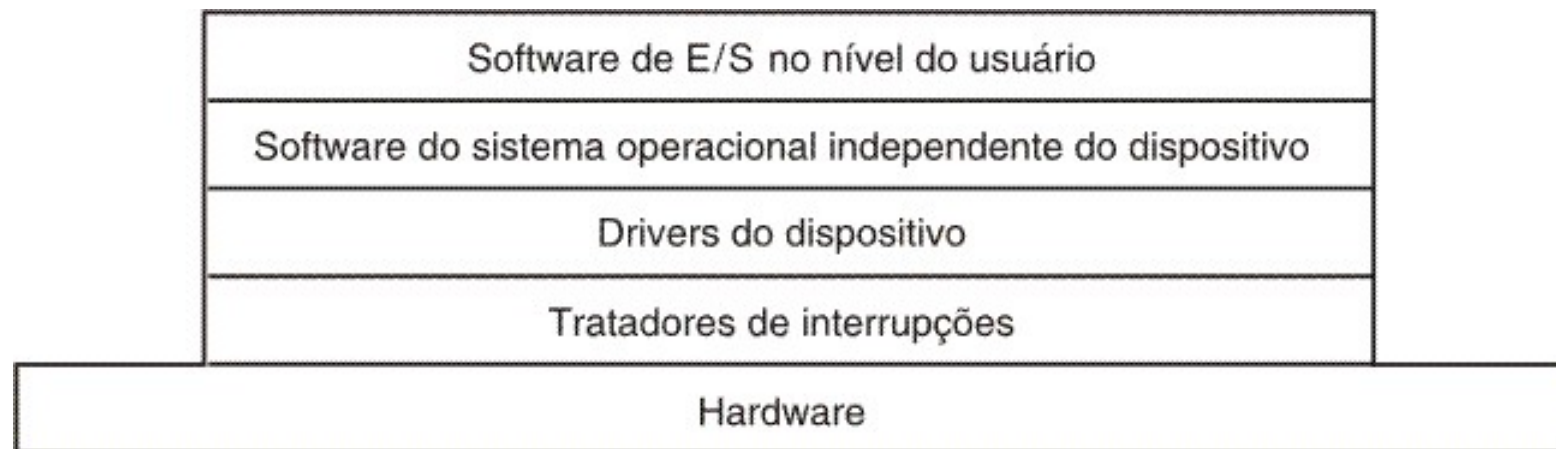 Software de E/S no nível do usuário
Software do sistema operacional independente do dispositivo
Drivers do dispositivo
Tratadores de interrupções
Hardware